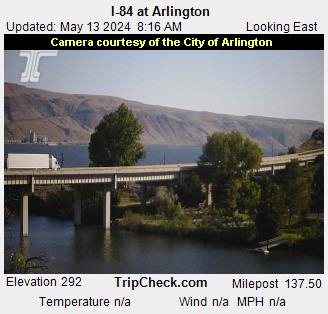 I-84 at Arlington
Updated: May 13 2024 8:16 AM Looking East
Camera courtesy of the City of Arlington
Elevation 292 TripCheck.com Milepost 137.50
Temperature n/a Wind n/a MPH n/a